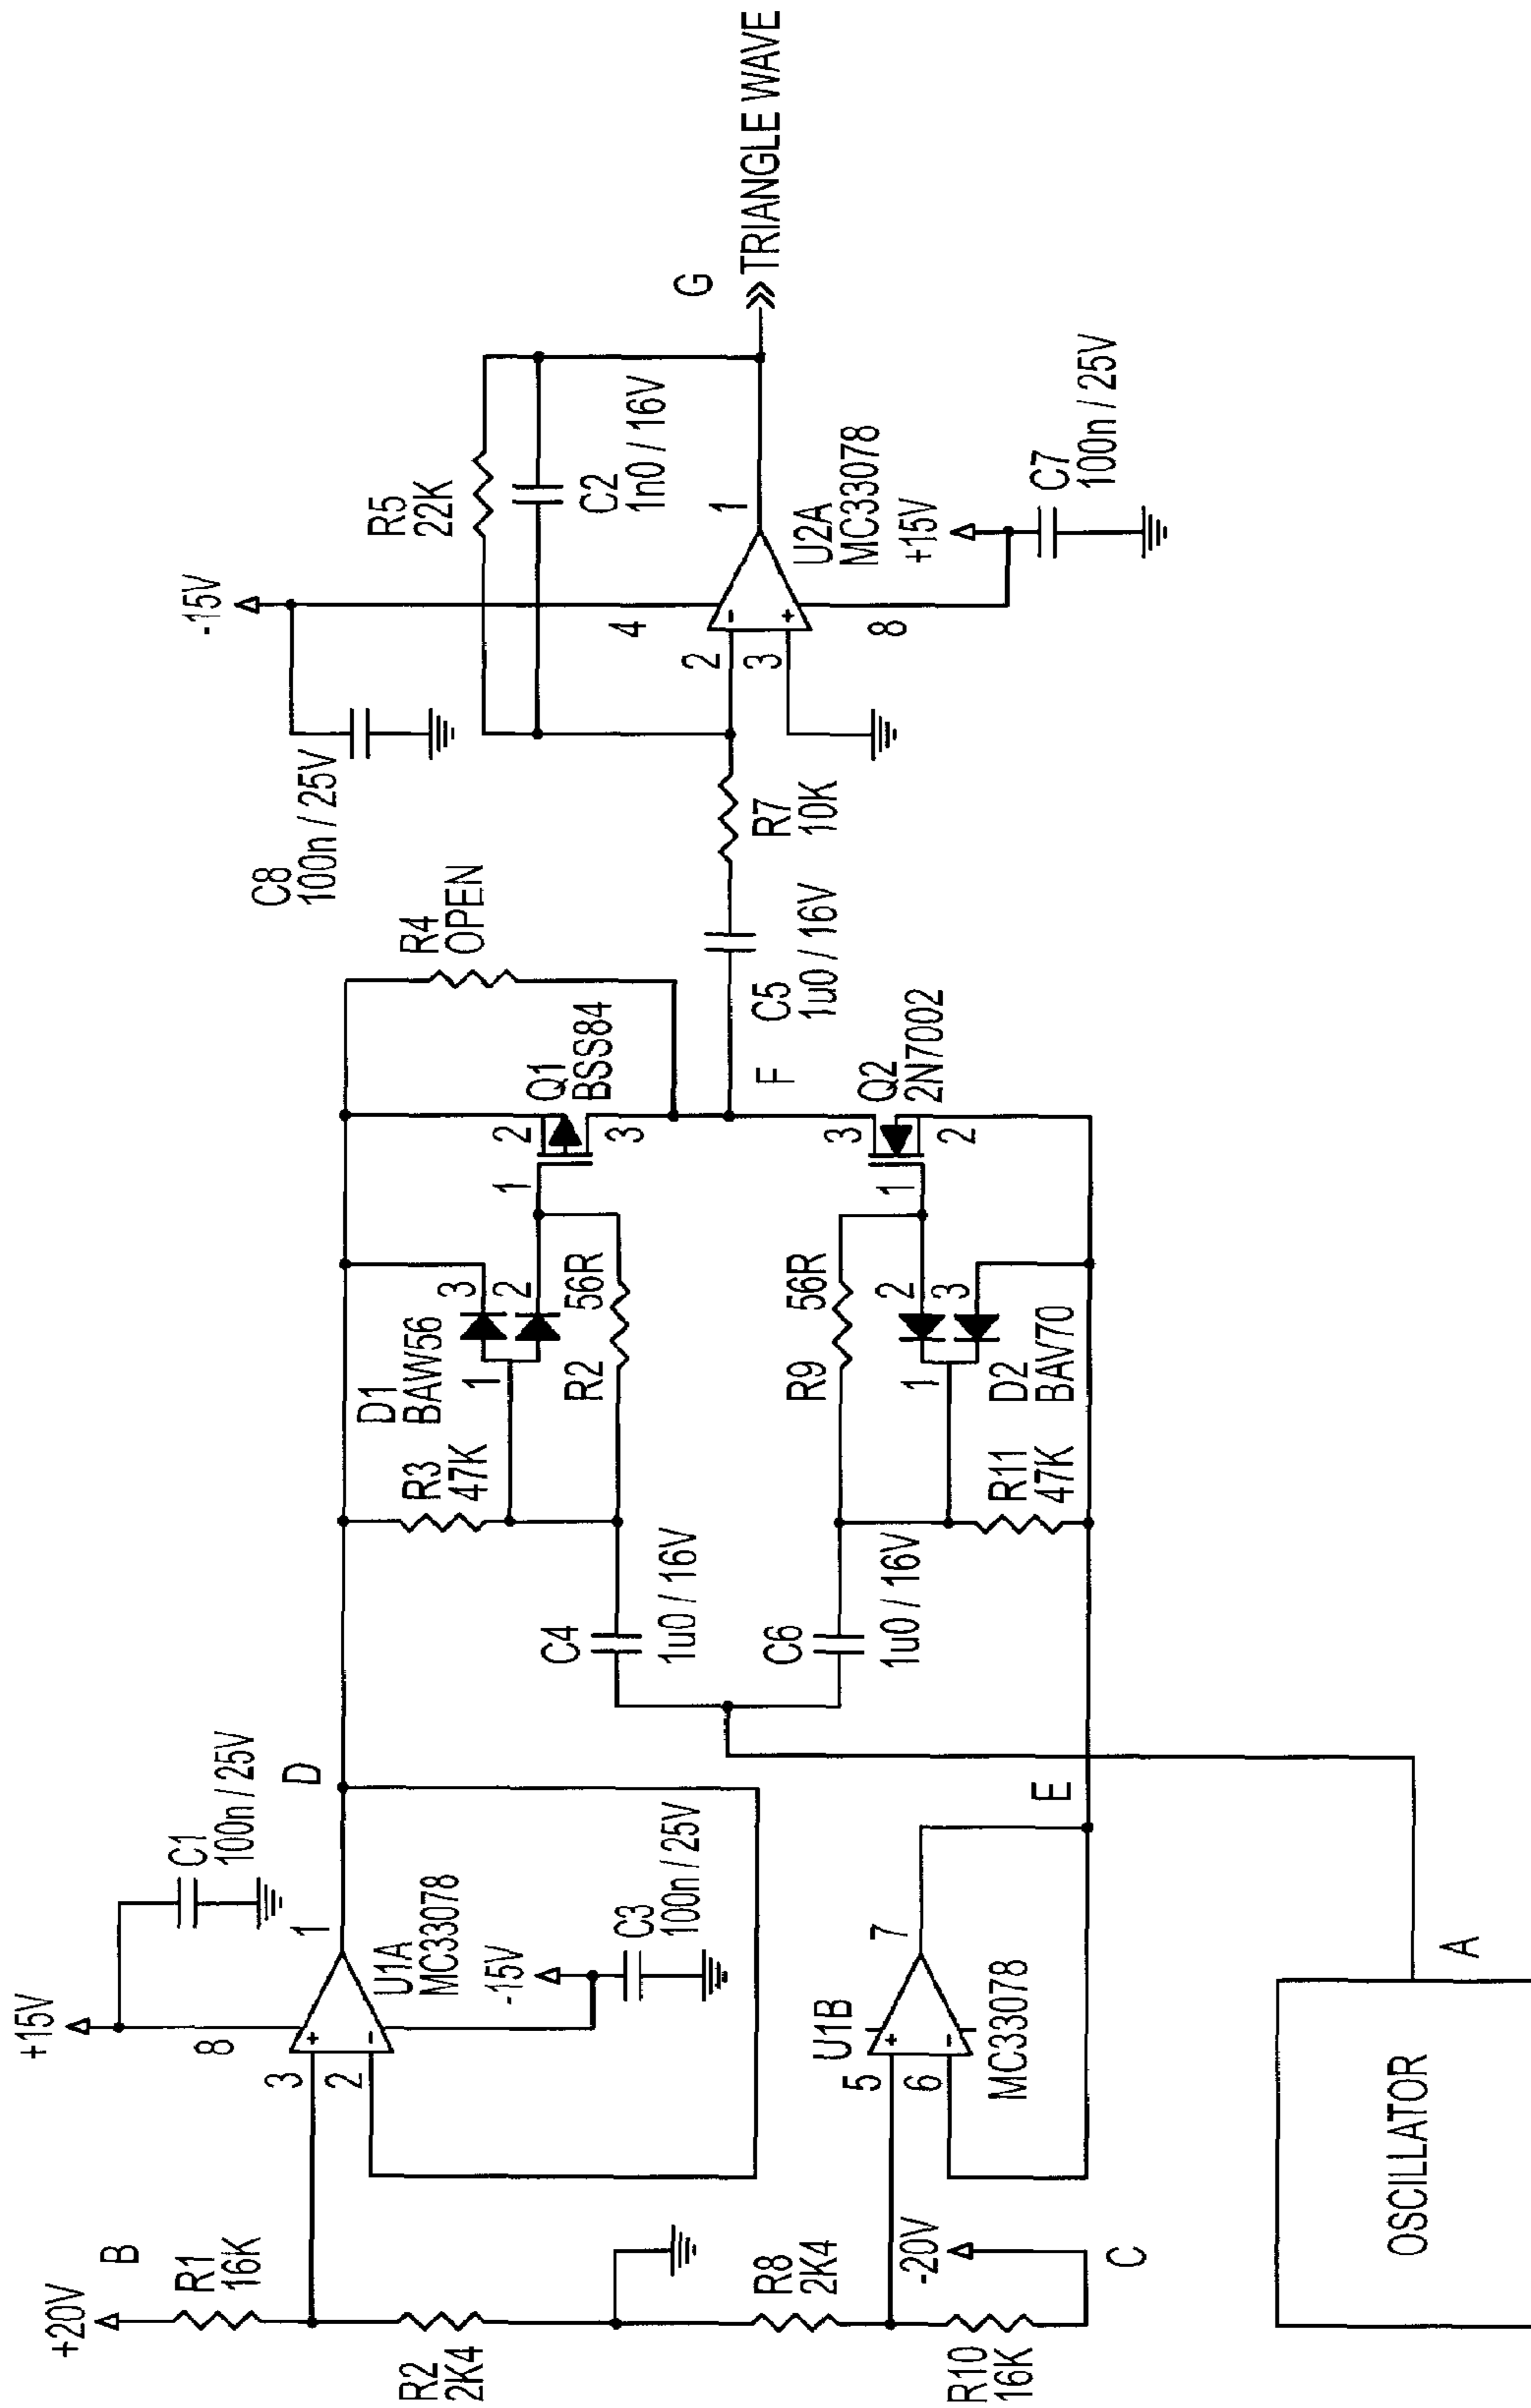 +20V
B
R1
16K
R2
2K4
R8
2K4
-20V
R10
16K
C
+15V
C1
100n / 25V
8
3
2
+
-
1
U1A
MC33078
-15V
C3
100n / 25V
D
U1B
5
6
+
-
7
MC33078
E
OSCILLATOR
A
C4
1u0 / 16V
C6
1u0 / 16V
R3
47K
D1
BAW56
1
3
2
R2
56R
R9
56R
1
2
3
D2
BAV70
R11
47K
1
2
3
Q1
BSS84
1
3
2
Q2
2N7002
F
R4
OPEN
C5
1u0 / 16V
R7
10K
C8
100n / 25V
-15V
4
2
3
-
+
8
1
U2A
MC33078
+15V
C7
100n / 25V
R5
22K
C2
1n0 / 16V
G
TRIANGLE WAVE